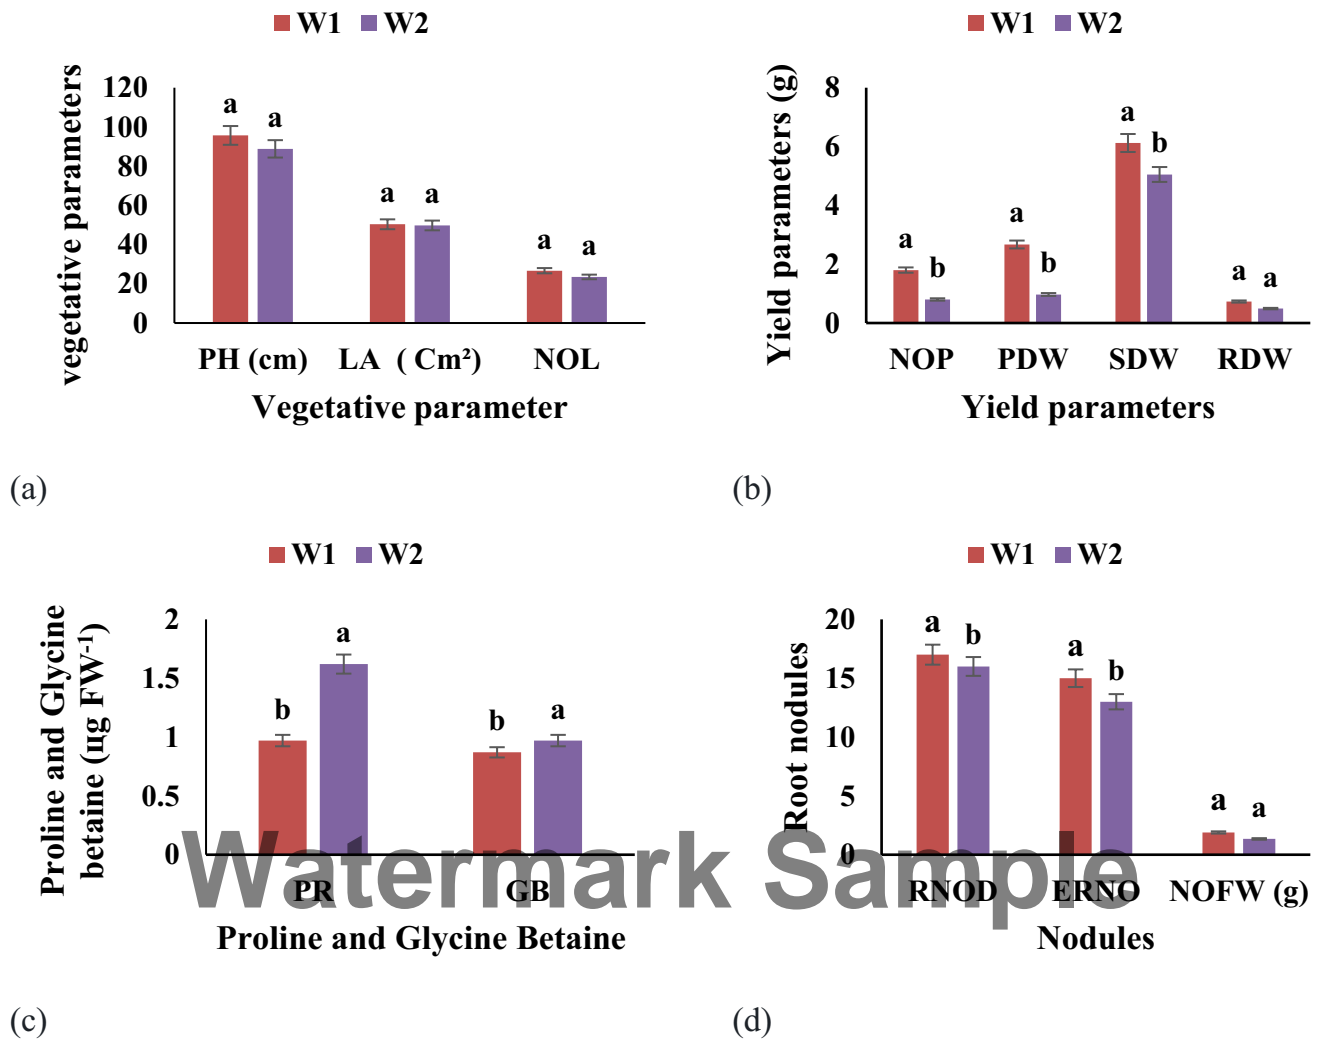 W1 W2
vegetative parameters
120
100
80
60
40
20
0
a a a a a a
PH (cm) LA ( Cm²) NOL
Vegetative parameter
(a)
W1 W2
Yield parameters (g)
8
6
4
2
0
a b a b a b a a
NOP PDW SDW RDW
Yield parameters
(b)
W1 W2
Proline and Glycine
betaine (µg FW-1)
2
1.5
1
0.5
0
b a b a
PR GB
Proline and Glycine Betaine
(c)
W1 W2
Root nodules
20
15
10
5
0
a b a b a a
RNOD ERNO NOFW (g)
Nodules
(d)
Watermark Sample